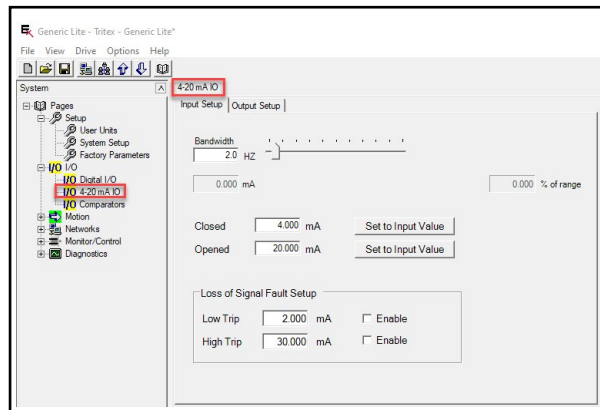 Generic Lite - Tritex - Generic Lite*
File View Drive Options Help
System
4-20 mA IO
Pages
Setup
User Units
System Setup
Factory Parameters
I/O I/O
I/O Digital I/O
I/O 4-20 mA IO
I/O Comparators
Motion
Networks
Monitor/Control
Diagnostics
Input Setup Output Setup
Bandwidth
2.0 HZ
0.000 mA 0.000 % of range
Closed 4.000 mA Set to Input Value
Opened 20.000 mA Set to Input Value
Loss of Signal Fault Setup
Low Trip 2.000 mA Enable
High Trip 30.000 mA Enable